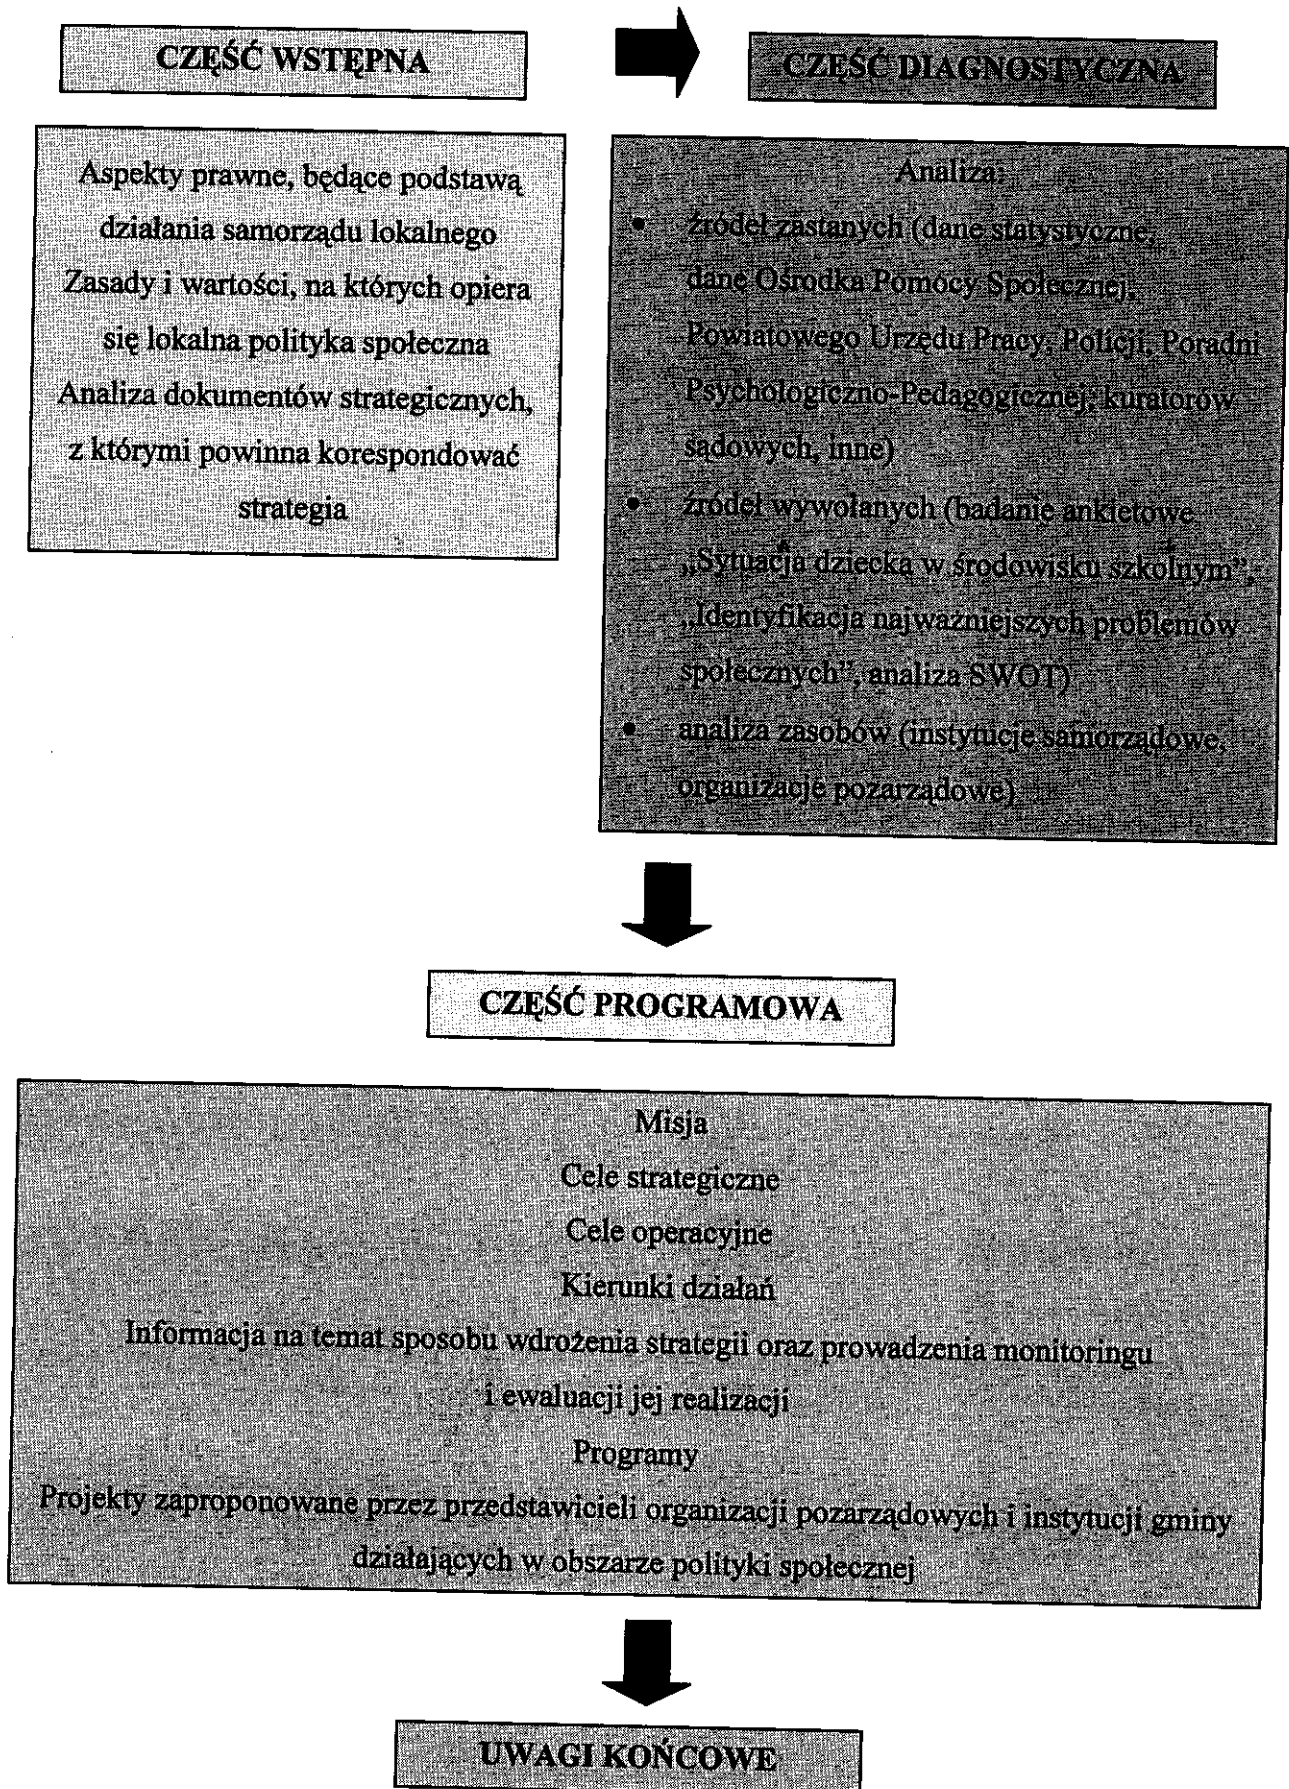 CZĘŚĆ WSTĘPNA
Aspekty prawne, będące podstawą
działania samorządu lokalnego
Zasady i wartości, na których opiera
się lokalna polityka społeczna
Analiza dokumentów strategicznych,
z którymi powinna korespondować
strategia
CZEŚĆ DIAGNOSTYCZNA
Analiza:
• źródeł zastanych (dane statystyczne,
dane Ośrodka Pomocy Społecznej,
Powiatowego Urzędu Pracy, Policji, Poradni
Psychologiczno-Pedagogicznej, kuratorów
sądowych, inne)
• źródeł wywołanych (badanie ankietowe
„Sytuacja dziecka w środowisku szkolnym”,
„Identyfikacja najważniejszych problemów
społecznych”, analiza SWOT)
• analiza zasobów (instytucje samorządowe,
organizacje pozarządowe)
CZĘŚĆ PROGRAMOWA
Misja
Cele strategiczne
Cele operacyjne
Kierunki działań
Informacja na temat sposobu wdrożenia strategii oraz prowadzenia monitoringu
i ewaluacji jej realizacji
Programy
Projekty zaproponowane przez przedstawicieli organizacji pozarządowych i instytucji gminy
działających w obszarze polityki społecznej
UWAGI KOŃCOWE